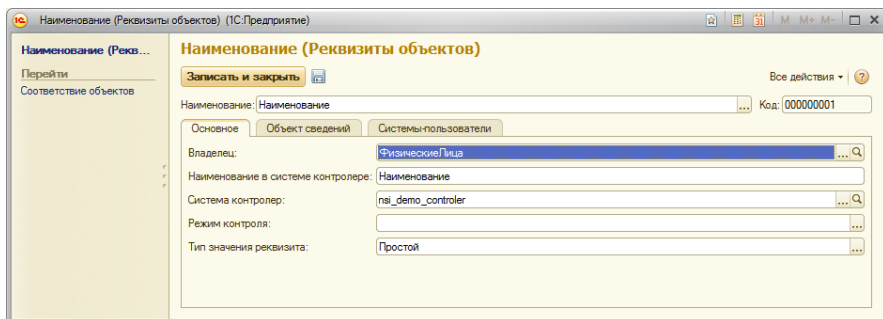 Наименование (Реквизиты объектов) (1С:Предприятие) M M+ M-
Наименование (Рекв...
Перейти
Соответствие объектов
Наименование (Реквизиты объектов)
Записать и закрыть Все действия
Наименование: Наименование ... Код: 000000001
Основное Объект сведений Системы-пользователи
Владелец: ФизическиеЛица ...
Наименование в системе контролере: Наименование
Система контролер: nsi_demo_controler ...
Режим контроля: ...
Тип значения реквизита: Простой ...